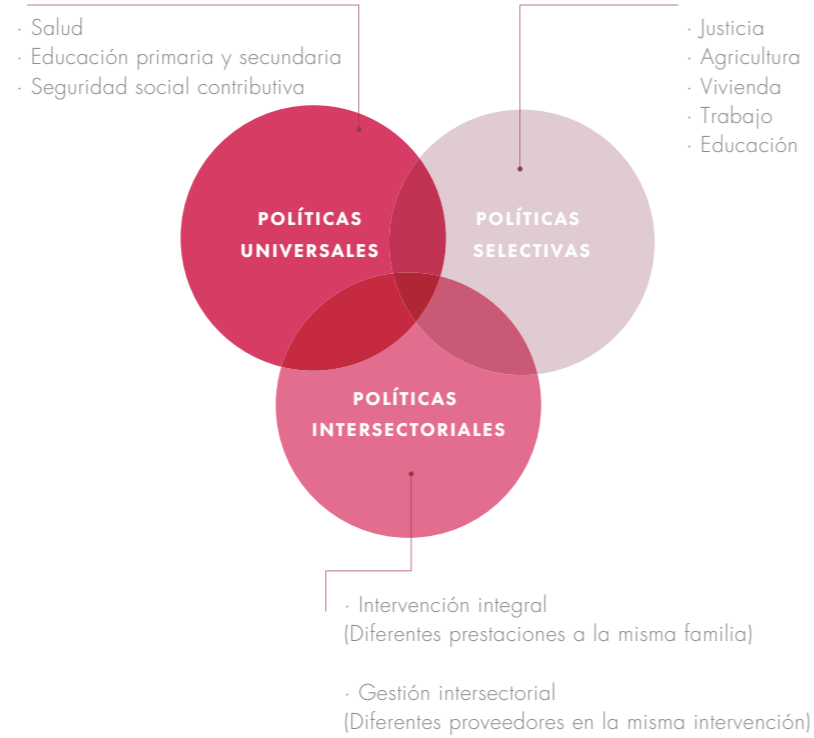 · Salud
· Educación primaria y secundaria
· Seguridad social contributiva
· Justicia
· Agricultura
· Vivienda
· Trabajo
· Educación
POLÍTICAS
UNIVERSALES
POLÍTICAS
SELECTIVAS
POLÍTICAS
INTERSECTORIALES
· Intervención integral
(Diferentes prestaciones a la misma familia)
· Gestión intersectorial
(Diferentes proveedores en la misma intervención)